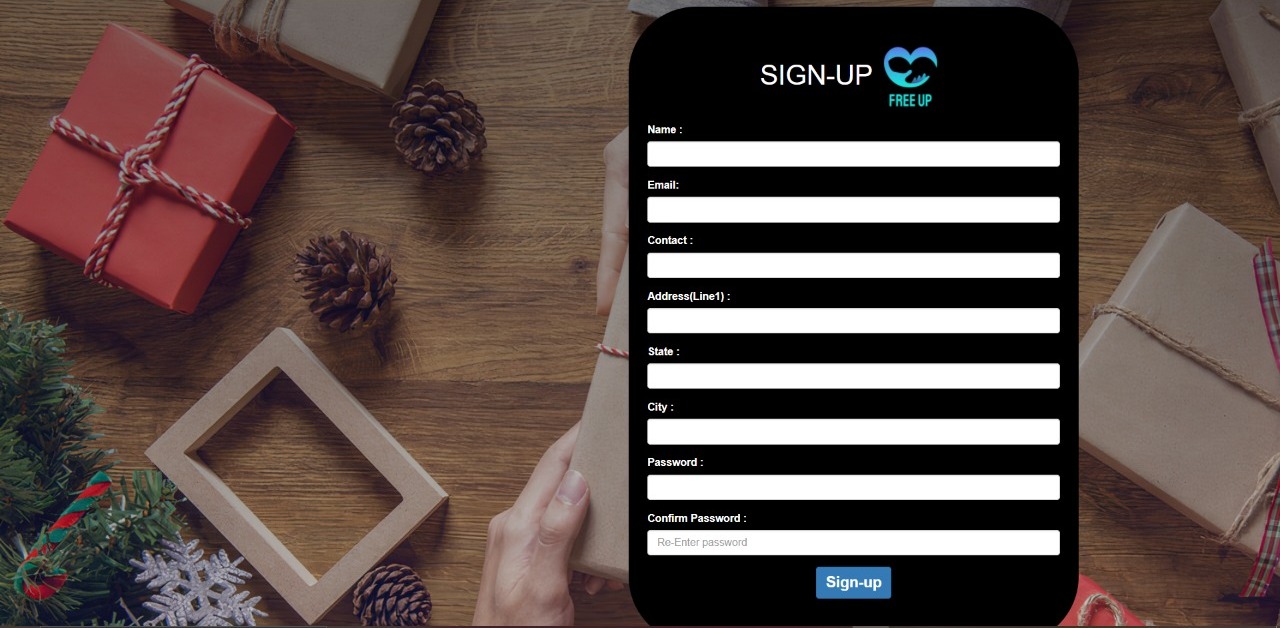 SIGN-UP
FREE UP
Name :
Email:
Contact :
Address(Line1) :
State :
City :
Password :
Confirm Password :
Re-Enter password
Sign-up